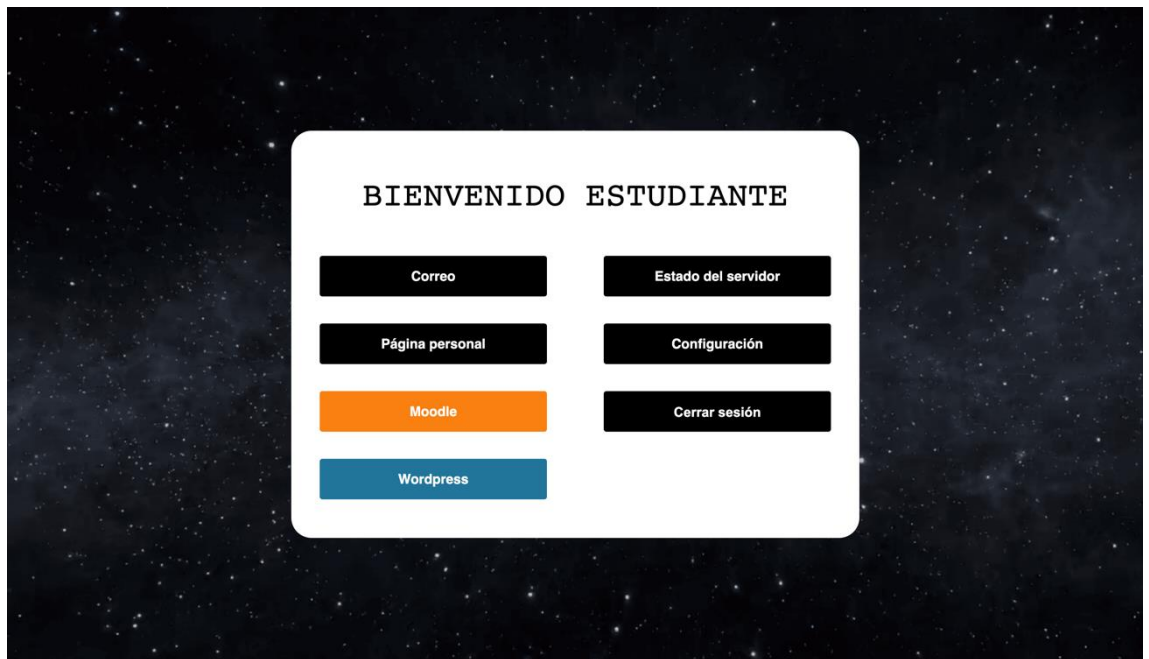 BIENVENIDO ESTUDIANTE
Correo
Estado del servidor
Página personal
Configuración
Moodle
Cerrar sesión
Wordpress